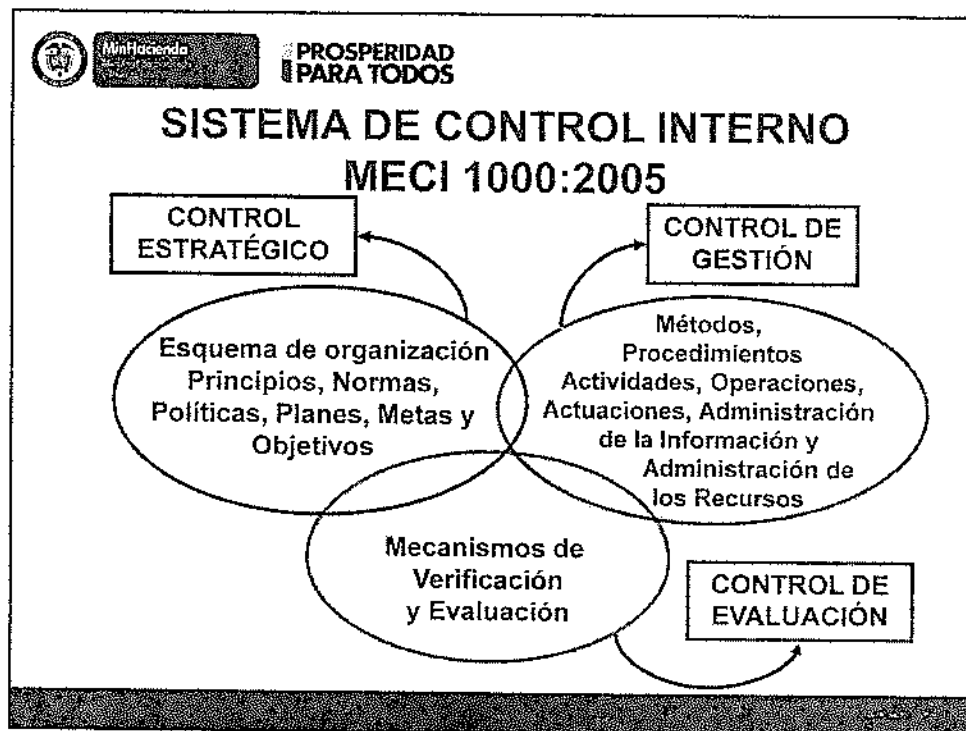 MinHacienda
PROSPERIDAD
PARA TODOS
SISTEMA DE CONTROL INTERNO
MECI 1000:2005
CONTROL
ESTRATÉGICO
CONTROL DE
GESTIÓN
Esquema de organización
Principios, Normas,
Políticas, Planes, Metas y
Objetivos
Métodos,
Procedimientos
Actividades, Operaciones,
Actuaciones, Administración
de la Información y
Administración de
los Recursos
Mecanismos de
Verificación
y Evaluación
CONTROL DE
EVALUACIÓN